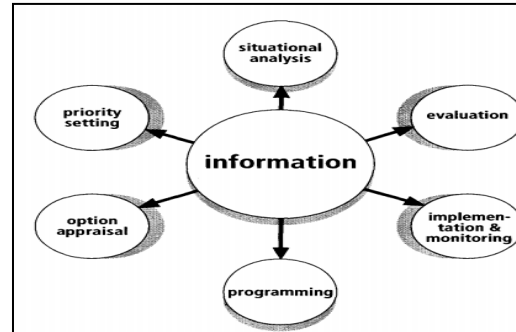 situational
analysis
priority
setting
evaluation
information
option
appraisal
implemen-
tation &
monitoring
programming